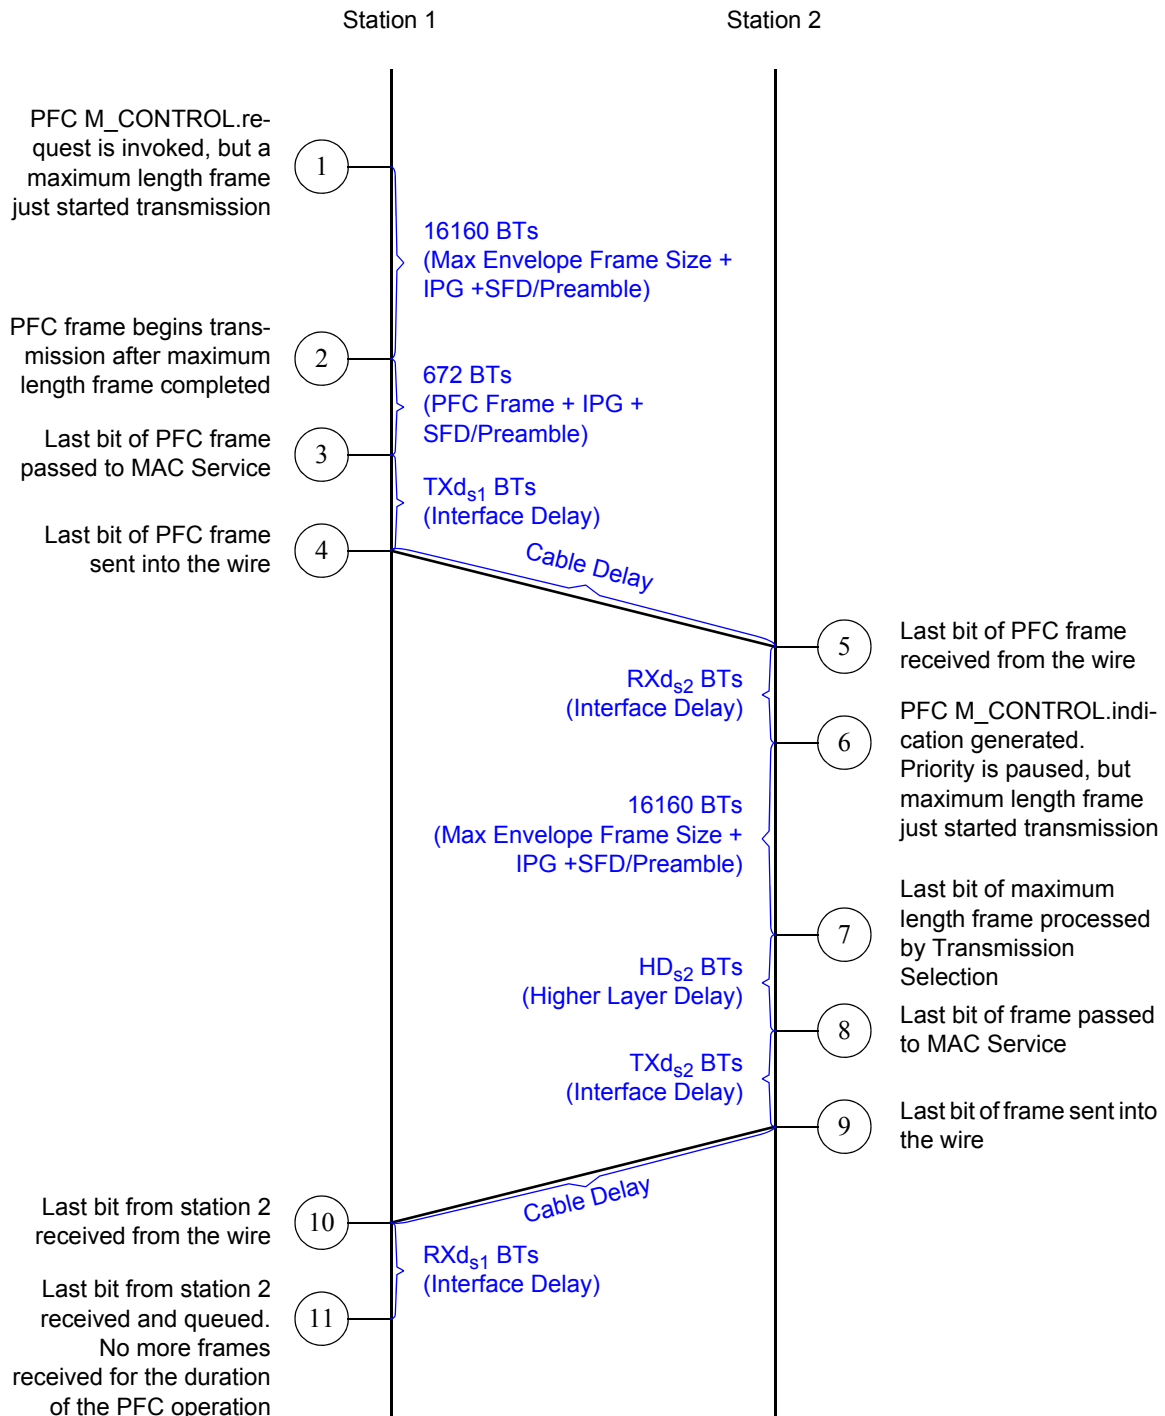 Station 1
Station 2
PFC M_CONTROL.re-
quest is invoked, but a
maximum length frame
just started transmission
1
16160 BTs
(Max Envelope Frame Size +
IPG +SFD/Preamble)
PFC frame begins trans-
mission after maximum
length frame completed
2
672 BTs
(PFC Frame + IPG +
SFD/Preamble)
Last bit of PFC frame
passed to MAC Service
3
TXds1 BTs
(Interface Delay)
Last bit of PFC frame
sent into the wire
4
Cable Delay
5
Last bit of PFC frame
received from the wire
RXds2 BTs
(Interface Delay)
6
PFC M_CONTROL.indi-
cation generated.
Priority is paused, but
maximum length frame
just started transmission
16160 BTs
(Max Envelope Frame Size +
IPG +SFD/Preamble)
7
Last bit of maximum
length frame processed
by Transmission
Selection
HDs2 BTs
(Higher Layer Delay)
8
Last bit of frame passed
to MAC Service
TXds2 BTs
(Interface Delay)
9
Last bit of frame sent into
the wire
Cable Delay
Last bit from station 2
received from the wire
10
RXds1 BTs
(Interface Delay)
Last bit from station 2
received and queued.
No more frames
received for the duration
of the PFC operation
11